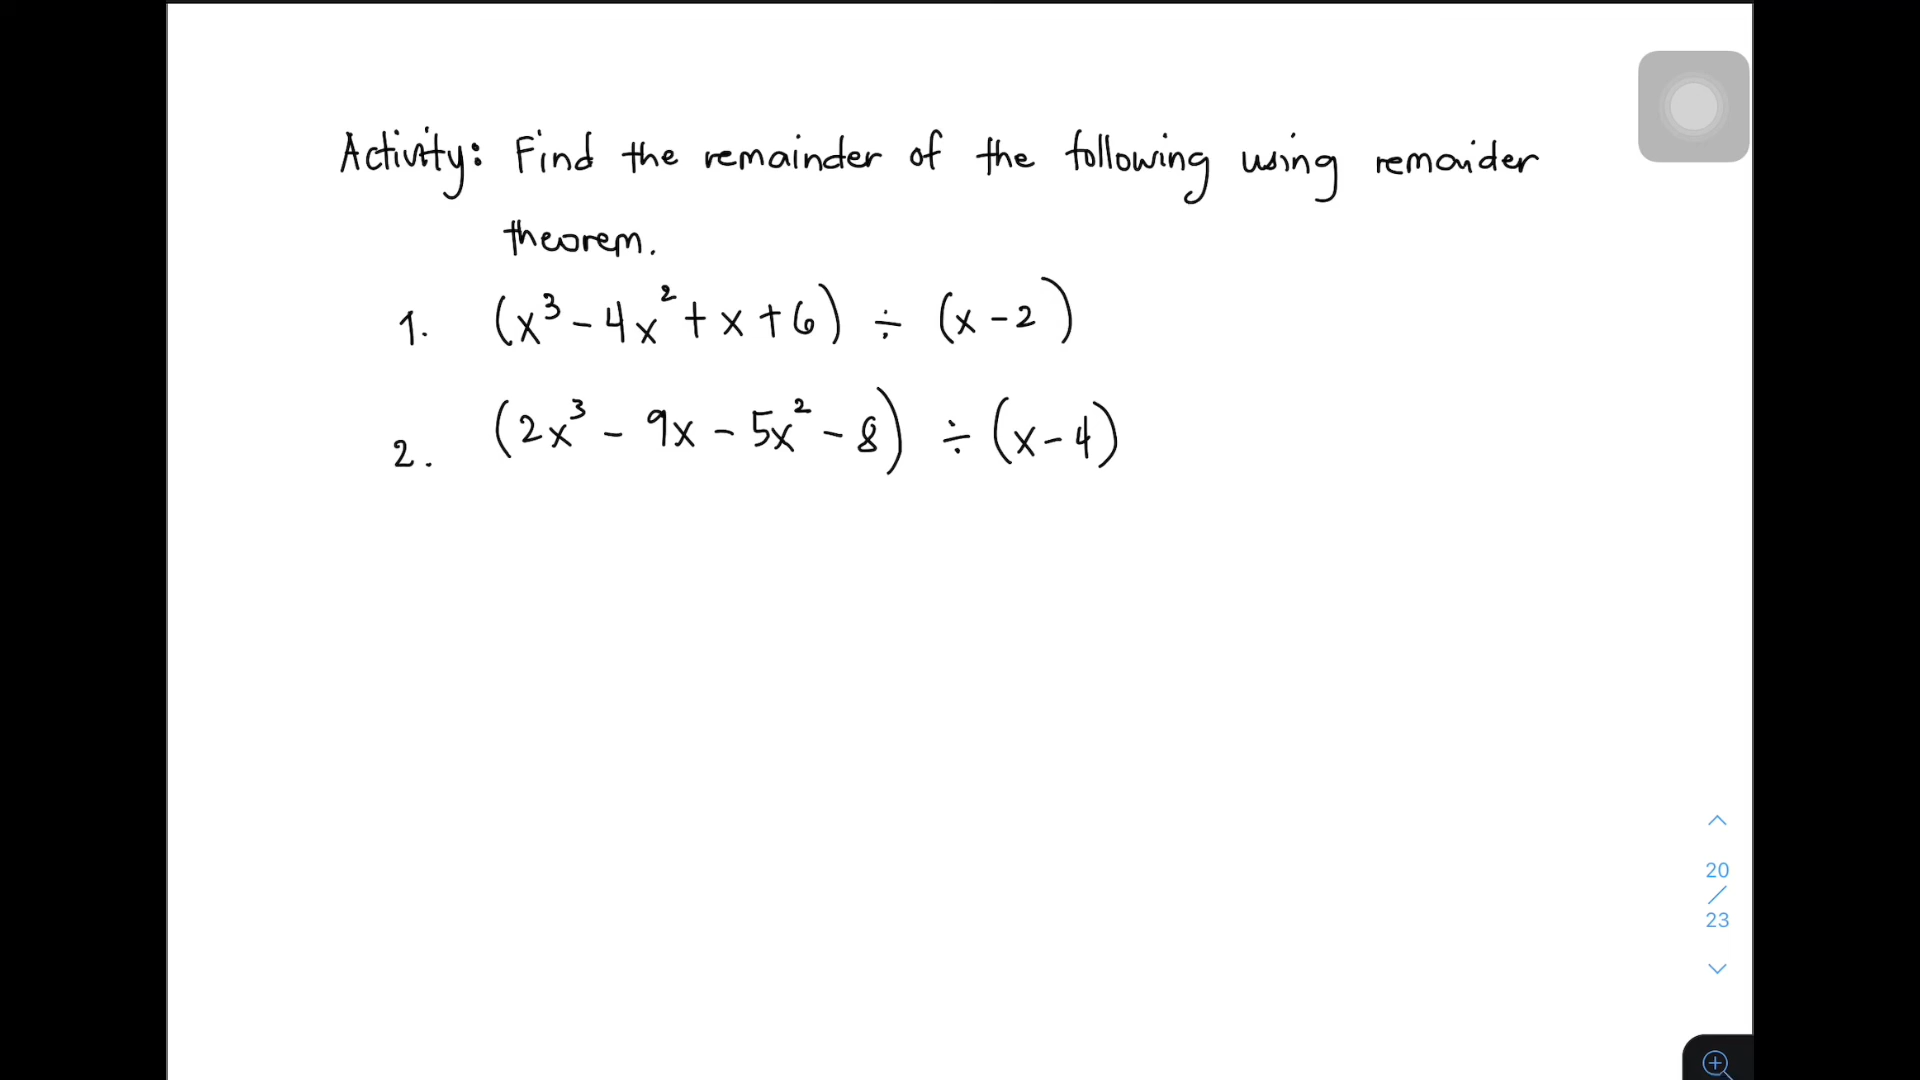 Activity: Find the remainder of the following using remaider
theorem.
1. (x³ - 4x² + x + 6) ÷ (x - 2)
2. (2x³ - 9x - 5x² - 8) ÷ (x - 4)
20
/
23